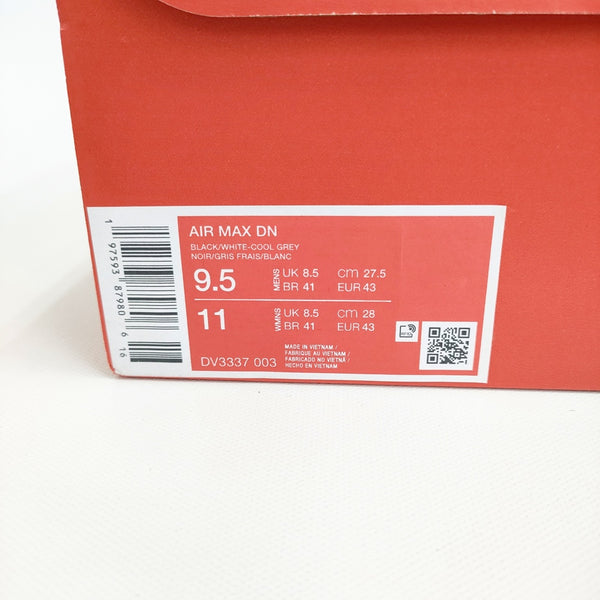 AIR MAX DN
BLACK/WHITE-COOL GREY
NOIR/GRIS FRAIS/BLANC
9.5 MENS UK 8.5 CM 27.5
BR 41 EUR 43
11 WMNS UK 8.5 CM 28
BR 41 EUR 43
DV3337 003
MADE IN VIETNAM /
FABRIQUE AU VIETNAM /
FABRICADO NO VIETNÃ /
HECHO EN VIETNAM
1 97593 87980 6 16